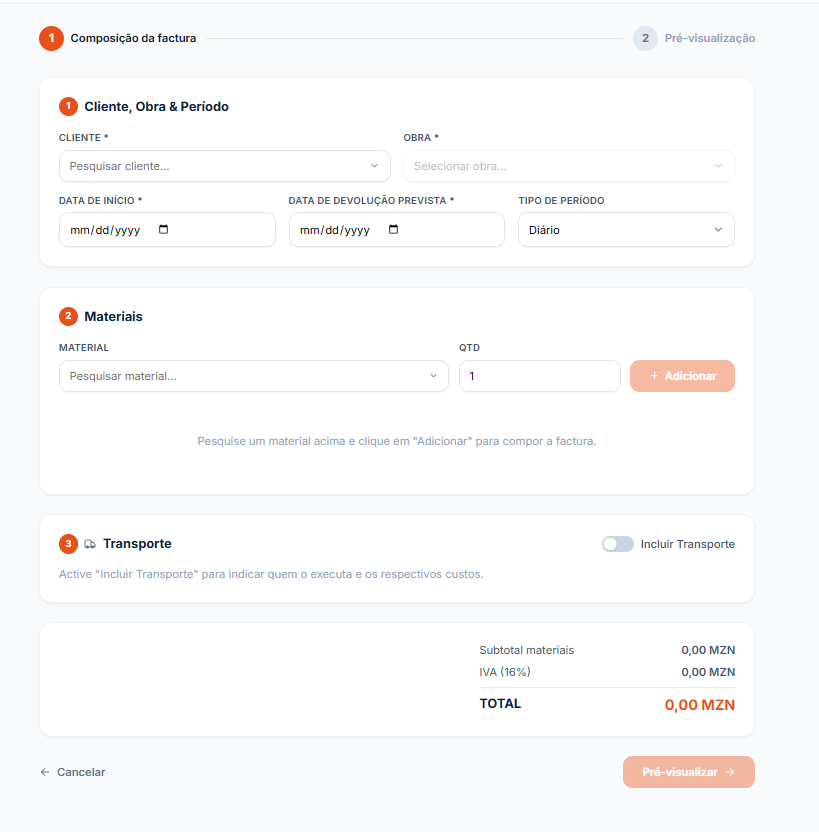 1 Composição da factura 2 Pré-visualização
1 Cliente, Obra & Período
CLIENTE * OBRA *
Pesquisar cliente... Selecionar obra...
DATA DE INÍCIO * DATA DE DEVOLUÇÃO PREVISTA * TIPO DE PERÍODO
mm/dd/yyyy mm/dd/yyyy Diário
2 Materiais
MATERIAL QTD
Pesquisar material... 1 + Adicionar
Pesquise um material acima e clique em "Adicionar" para compor a factura.
3 Transporte Incluir Transporte
Active "Incluir Transporte" para indicar quem o executa e os respectivos custos.
Subtotal materiais 0,00 MZN
IVA (16%) 0,00 MZN
TOTAL 0,00 MZN
← Cancelar Pré-visualizar →